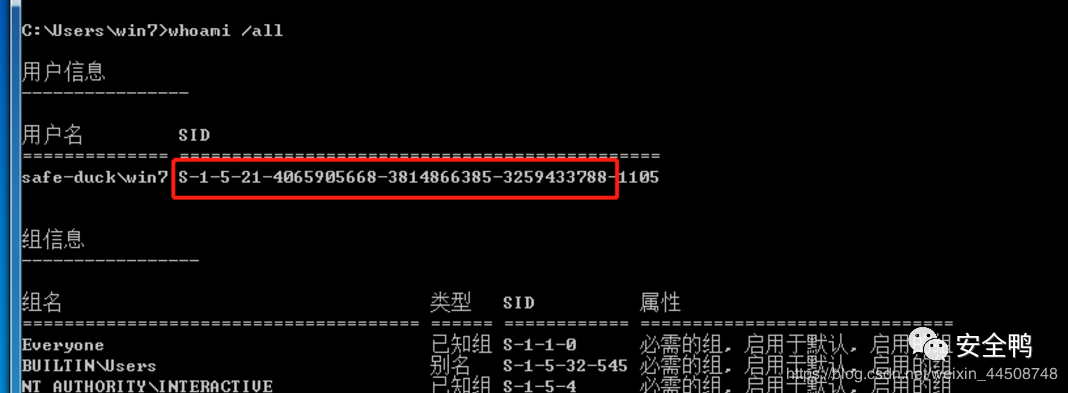 C:\Users\win7>whoami /all
用户信息
----------------
用户名 SID
============== ==============================================
safe-duck\win7 S-1-5-21-4065905668-3814866385-3259433788-1105
组信息
-----------------
组名 类型 SID 属性
====================================== ====== ============ ==============================
Everyone 已知组 S-1-1-0 必需的组, 启用于默认, 启用的组
BUILTIN\Users 别名 S-1-5-32-545 必需的组, 启用于默认, 启用的组
NT AUTHORITY\INTERACTIVE 已知组 S-1-5-4 必需的组, 启用于默认, 启用的组
安全鸭
https://blog.csdn.net/weixin_44508748